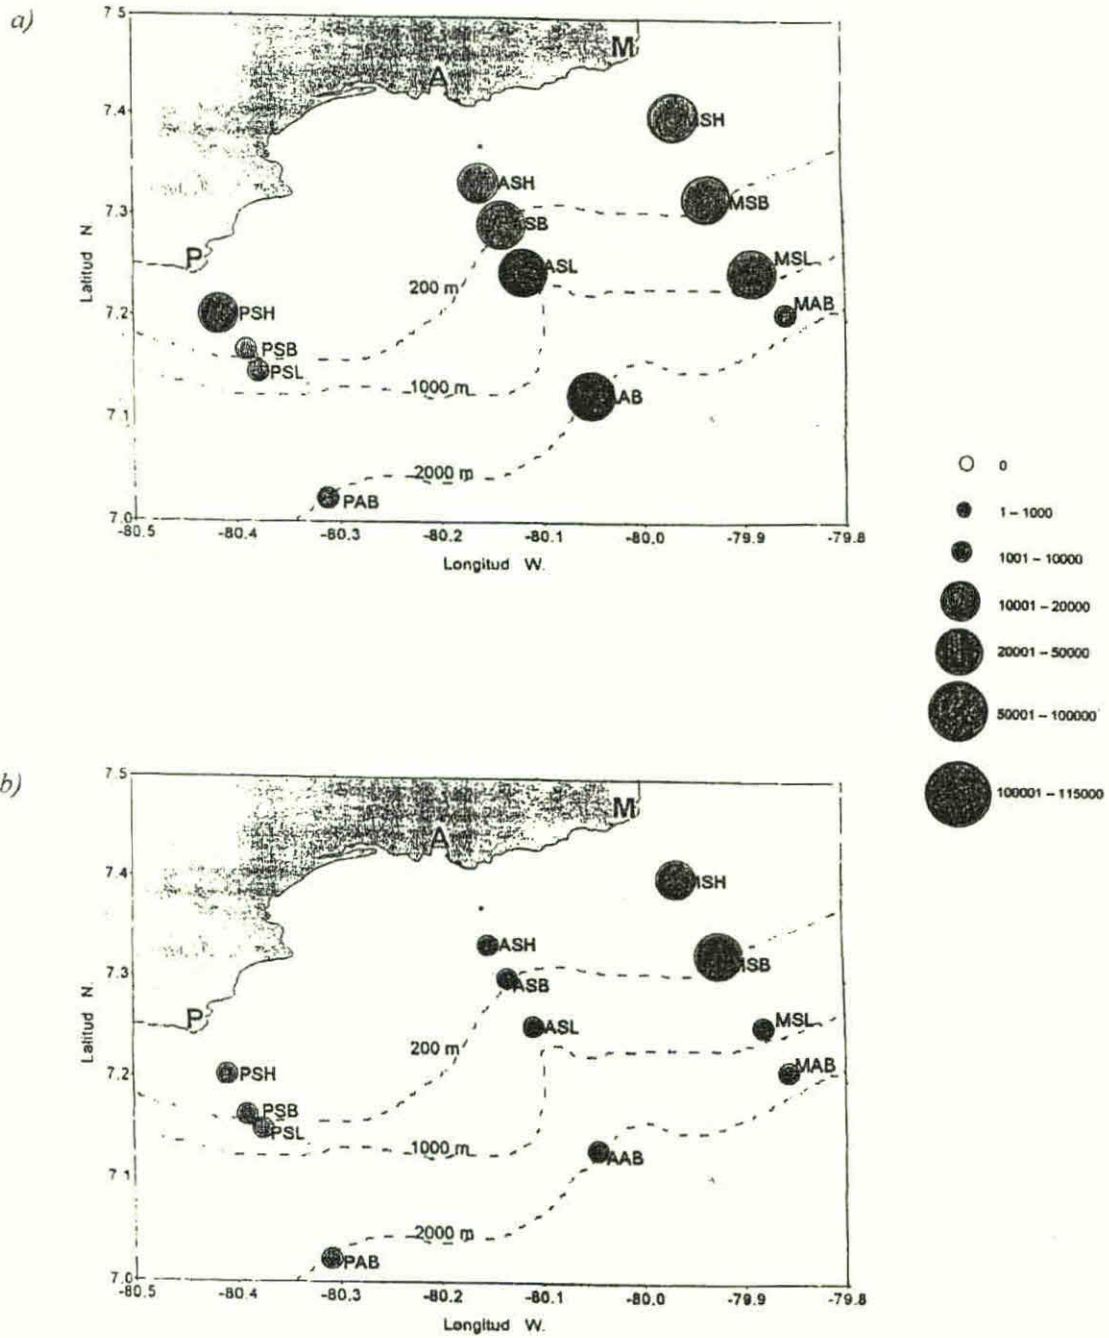 a)
7.5
7.4
7.3
7.2
7.1
7.0
Latitud N.
M
A
P
MSH
ASH
MSB
ASL
MSL
200 m
MAB
PSH
PSB
PSL
1000 m
AAB
2000 m
PAB
-80.5 -80.4 -80.3 -80.2 -80.1 -80.0 -79.9 -79.8
Longitud W.
0
1 – 1000
1001 – 10000
10001 – 20000
20001 – 50000
50001 – 100000
100001 – 115000
b)
7.5
7.4
7.3
7.2
7.1
7.0
Latitud N.
M
A
P
MSH
ASH
MSB
ASB
ASL
MSL
200 m
MAB
PSH
PSB
PSL
1000 m
AAB
2000 m
PAB
-80.5 -80.4 -80.3 -80.2 -80.1 -80.0 -79.9 -79.8
Longitud W.